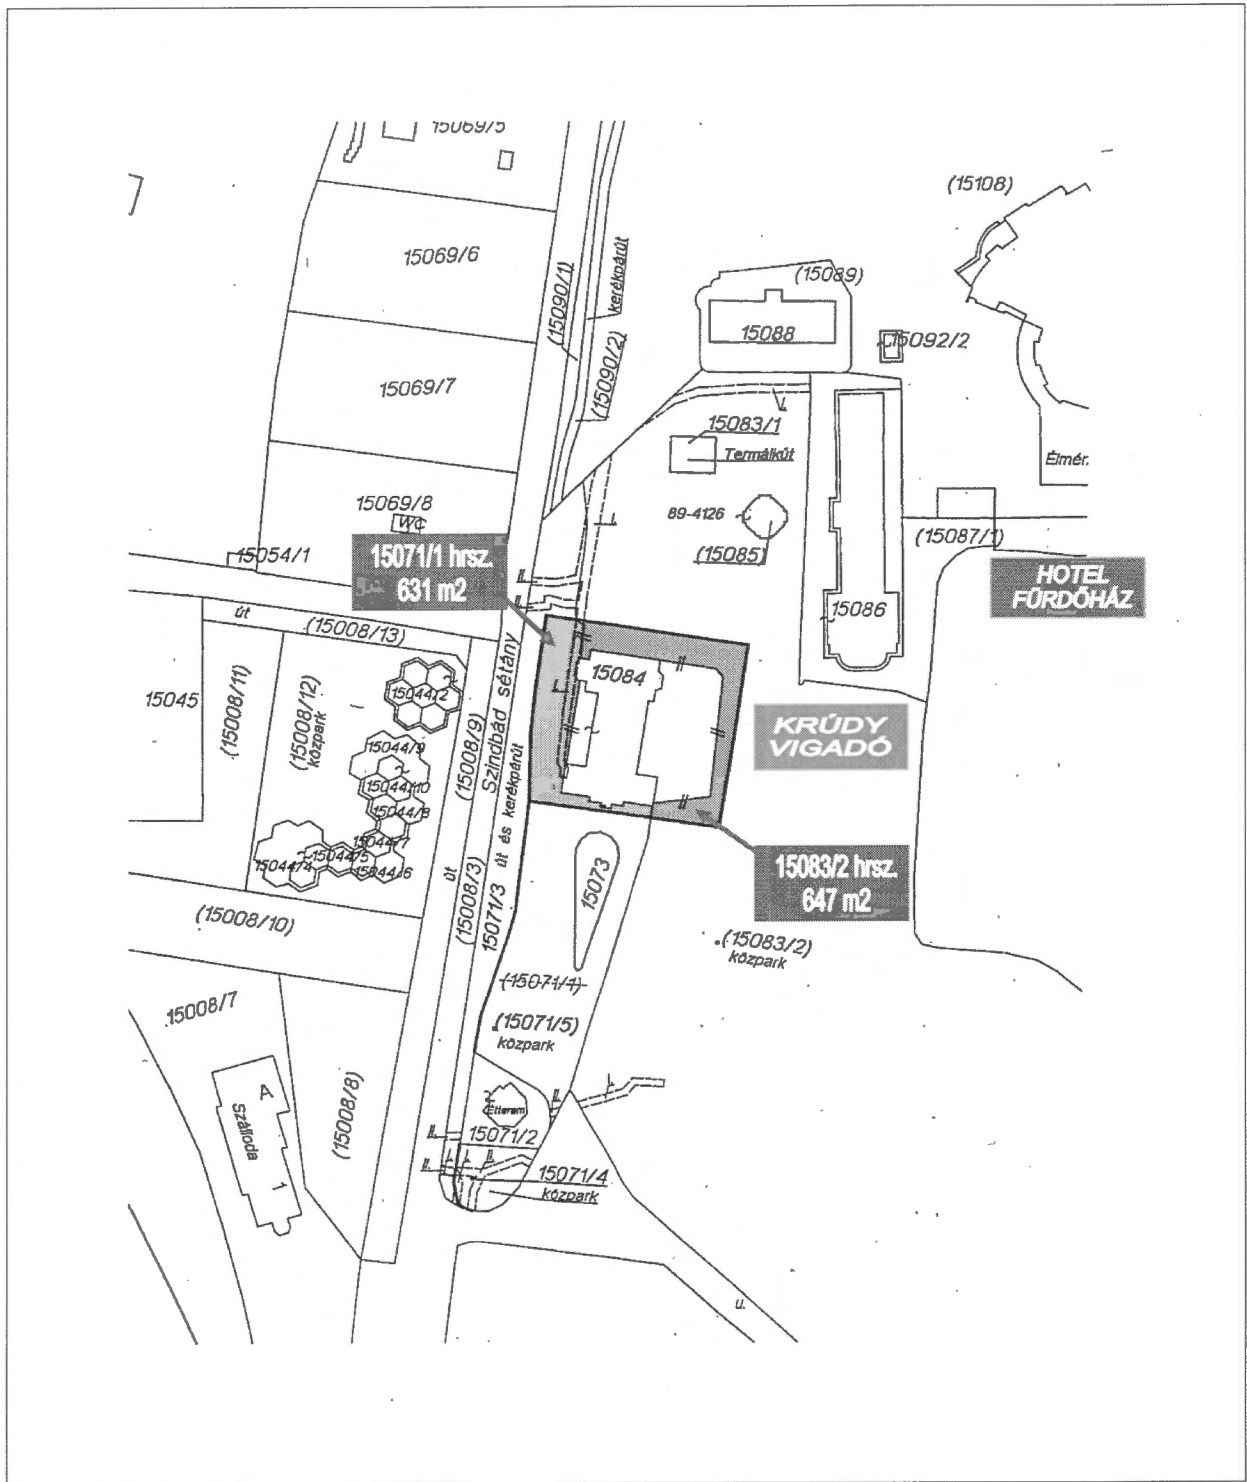 15069/5
(15108)
15069/6
(15090/1)
kerékpárút
(15089)
15088
15092/2
(15090/2)
15069/7
15083/1
Termálkút
Élmér.
15069/8
WC
89-4126
(15085)
(15087/1)
15054/1
15071/1 hrsz.
631 m2
HOTEL
FÜRDŐHÁZ
15086
út
(15008/13)
15084
15045
(15008/11)
(15008/12)
közpark
15044/2
(15008/9)
Szindbád sétány
KRÚDY
VIGADÓ
15044/9
15044/10
15044/8
15044/7
15044/5
15044/4
15044/6
út
(15008/3)
15071/3 út és kerékpárút
15073
15083/2 hrsz.
647 m2
(15008/10)
(15083/2)
közpark
(15071/1)
15008/7
(15071/5)
közpark
(15008/8)
A
Szálloda
1
2
Étterem
15071/2
15071/4
közpark
u.